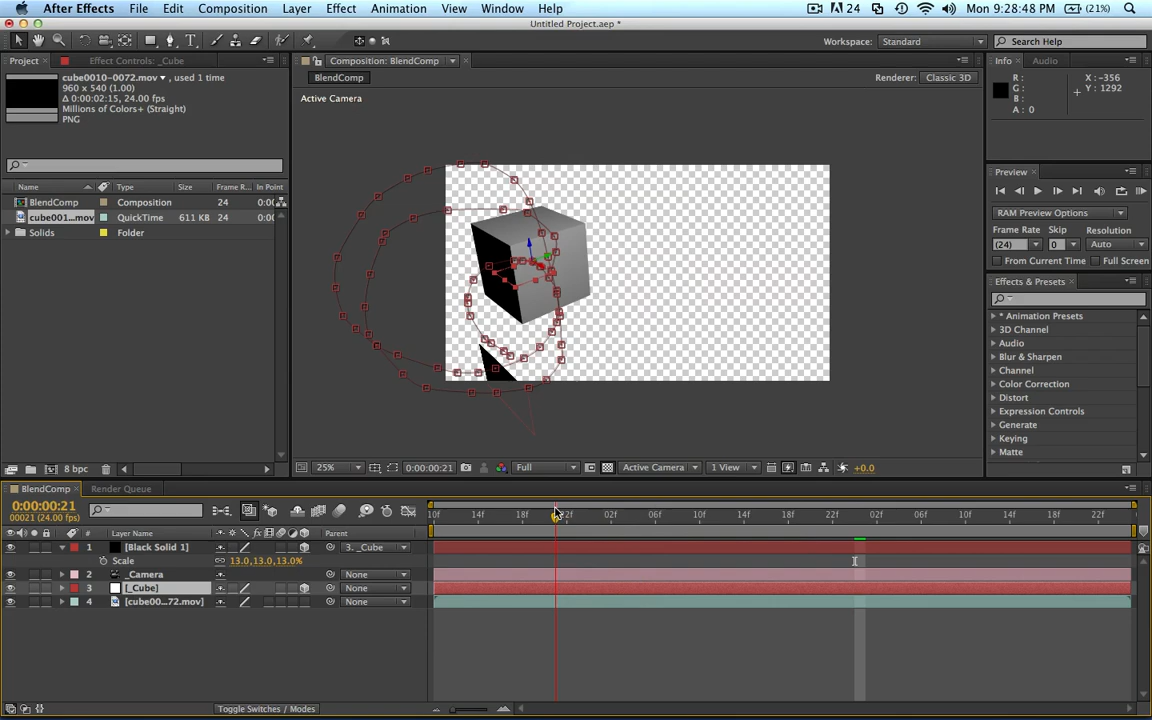 After Effects File Edit Composition Layer Effect Animation View Window Help
24 (21%) Mon 9:28:48 PM
Untitled Project.aep *
Workspace: Standard Search Help
Project Effect Controls: _Cube
cube0010-0072.mov , used 1 time
960 x 540 (1.00)
Δ 0:00:02:15, 24.00 fps
Millions of Colors+ (Straight)
PNG
Name Type Size Frame R... In Point
BlendComp Composition 24 0:00
cube001...mov QuickTime 611 KB 24 0:00
Solids Folder
8 bpc
Composition: BlendComp
BlendComp
Renderer: Classic 3D
Active Camera
25% 0:00:00:21 Full Active Camera 1 View +0.0
Info Audio
R : X : -356
G : Y : 1292
B :
A : 0
Preview
RAM Preview Options
Frame Rate Skip Resolution
(24) 0 Auto
From Current Time Full Screen
Effects & Presets
* Animation Presets
3D Channel
Audio
Blur & Sharpen
Channel
Color Correction
Distort
Expression Controls
Generate
Keying
Matte
BlendComp Render Queue
0:00:00:21
00021 (24.00 fps)
10f 14f 18f 22f 02f 06f 10f 14f 18f 22f 02f 06f 10f 14f 18f 22f
# Layer Name Parent
1 [Black Solid 1] 3. _Cube
Scale 13.0,13.0,13.0%
2 _Camera None
3 [_Cube] None
4 [cube00...72.mov] None
Toggle Switches / Modes